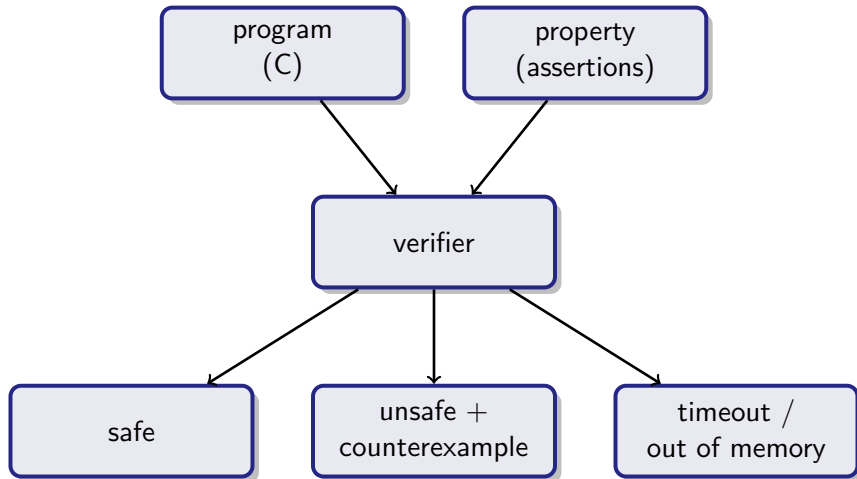 program
(C)
property
(assertions)
verifier
safe
unsafe +
counterexample
timeout /
out of memory